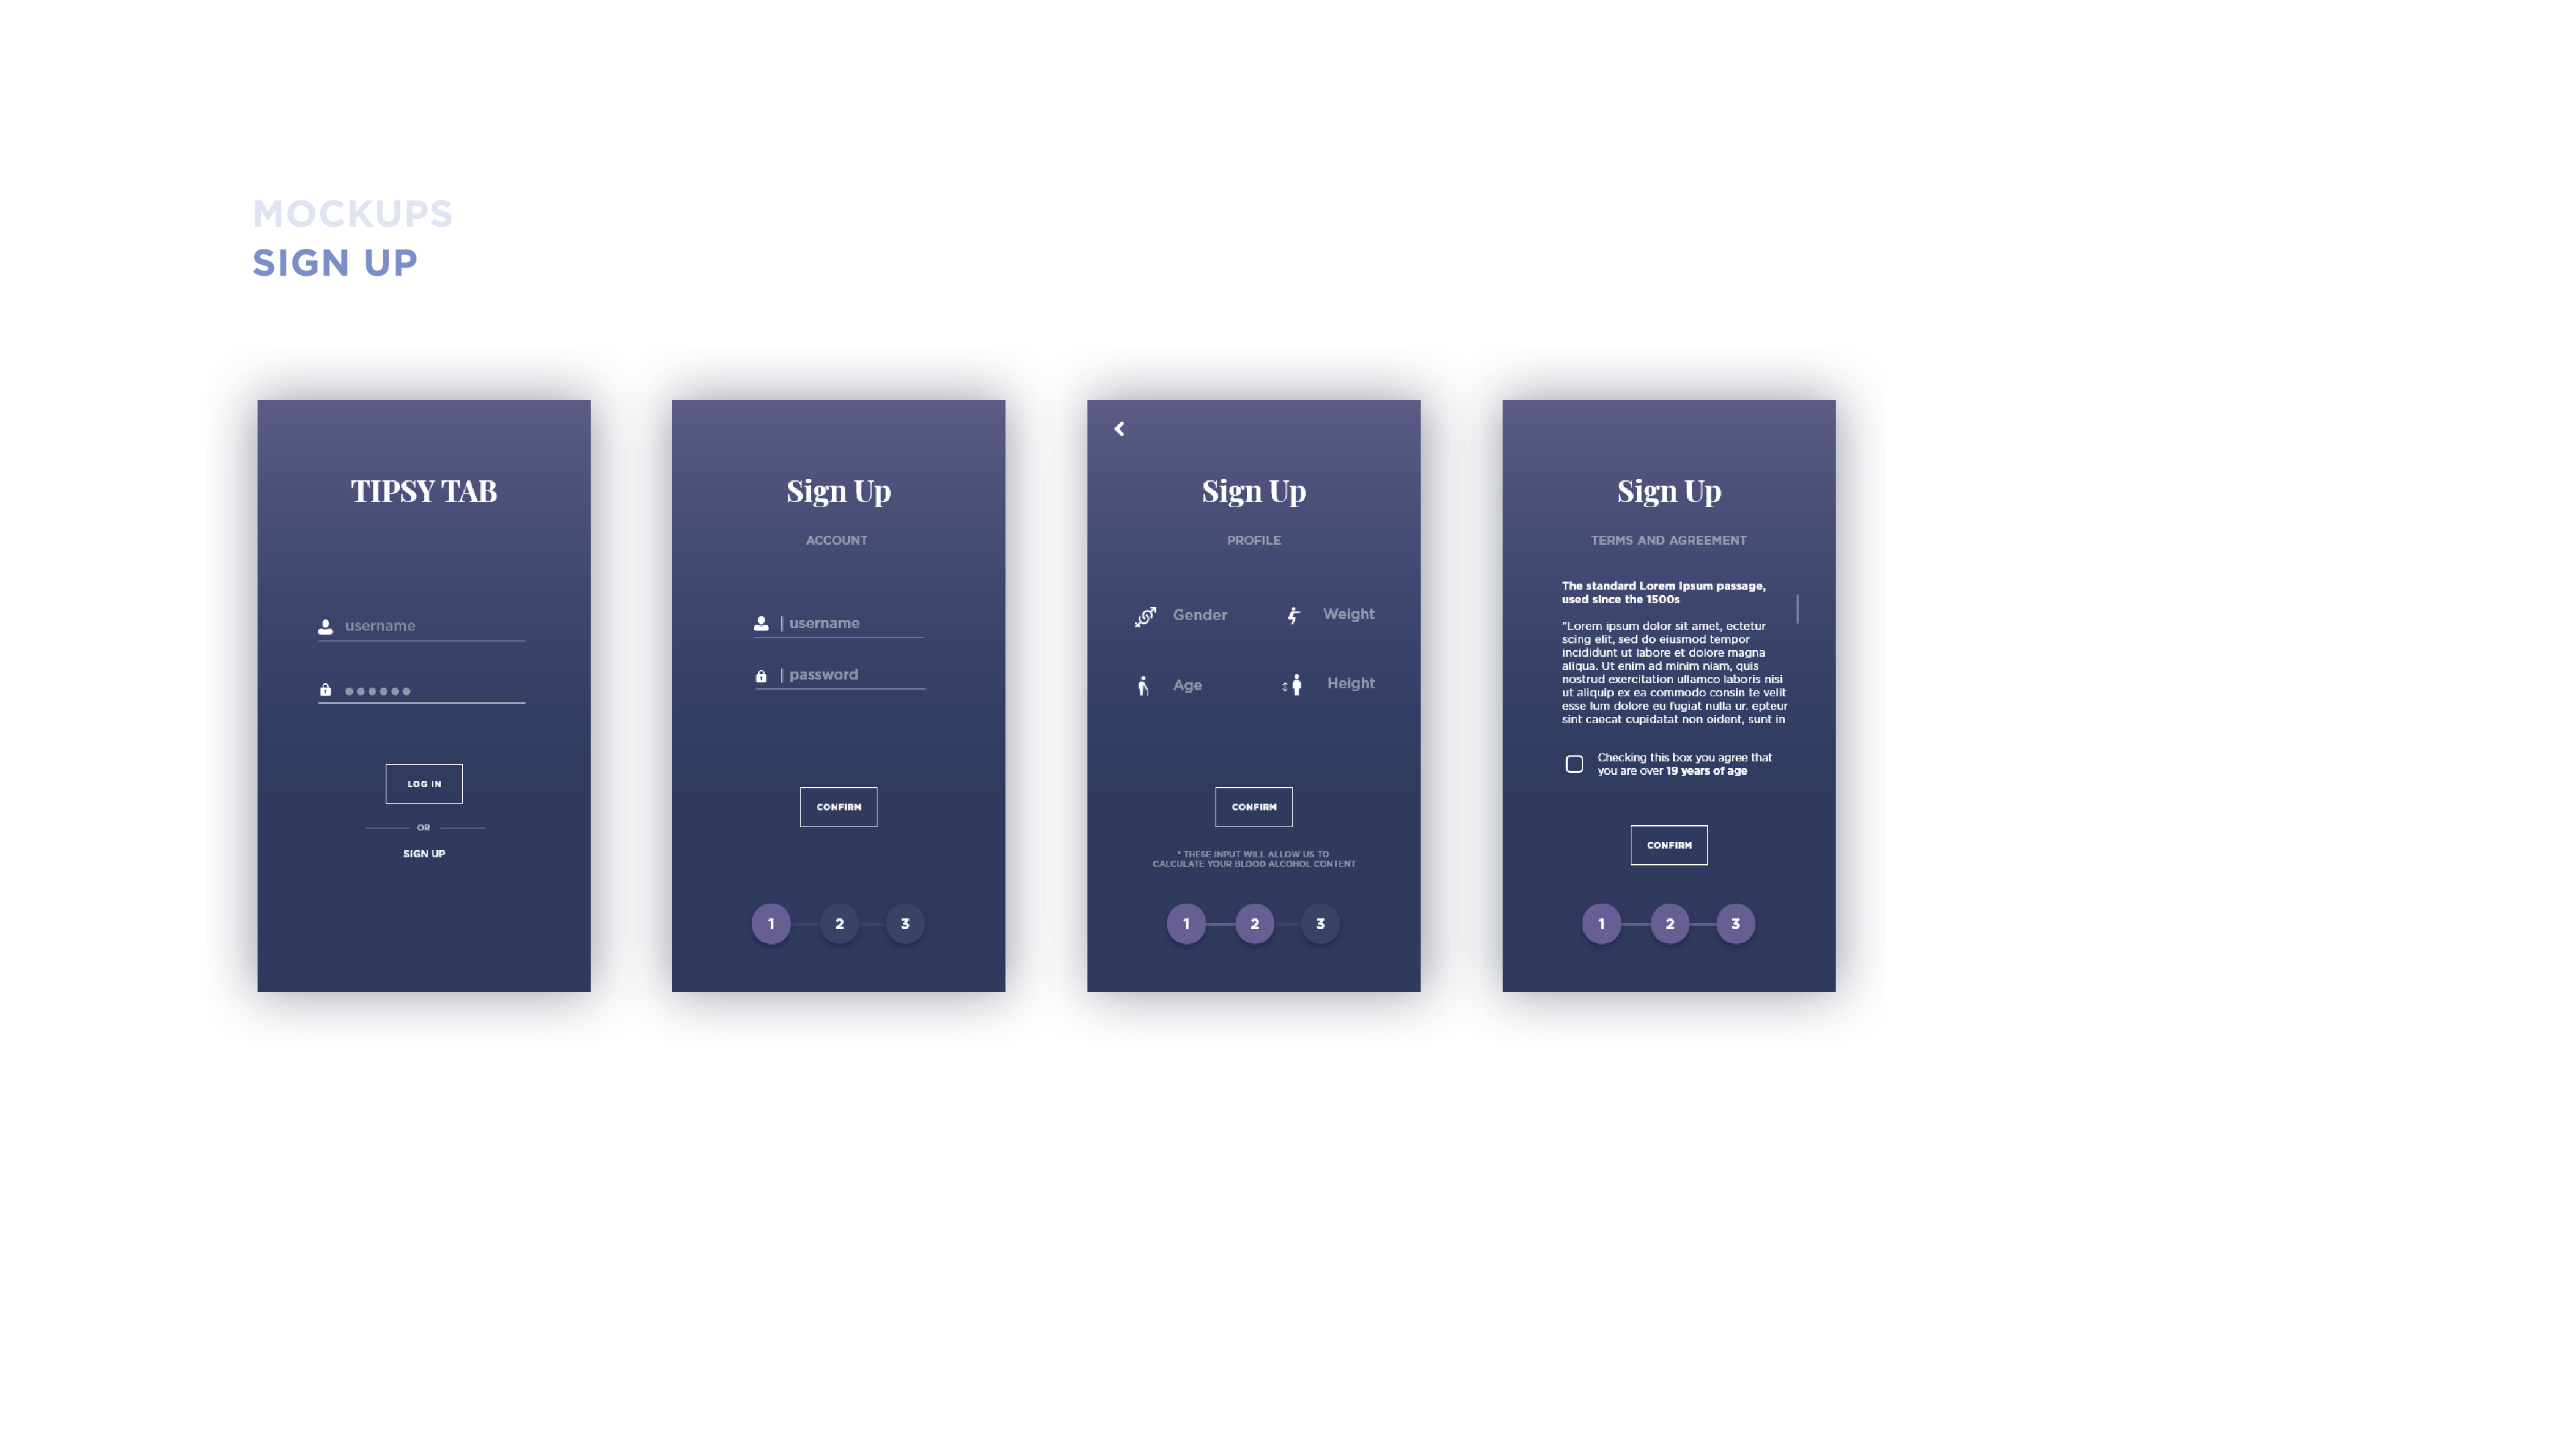 MOCKUPS
SIGN UP
TIPSY TAB
username
LOG IN
OR
SIGN UP
Sign Up
ACCOUNT
| username
| password
CONFIRM
1 2 3
Sign Up
PROFILE
Gender Weight
Age Height
CONFIRM
* THESE INPUT WILL ALLOW US TO
CALCULATE YOUR BLOOD ALCOHOL CONTENT
1 2 3
Sign Up
TERMS AND AGREEMENT
The standard Lorem Ipsum passage,
used since the 1500s
"Lorem ipsum dolor sit amet, ectetur
scing elit, sed do eiusmod tempor
incididunt ut labore et dolore magna
aliqua. Ut enim ad minim niam, quis
nostrud exercitation ullamco laboris nisi
ut aliquip ex ea commodo consin te velit
esse lum dolore eu fugiat nulla ur. epteur
sint caecat cupidatat non oident, sunt in
Checking this box you agree that
you are over 19 years of age
CONFIRM
1 2 3